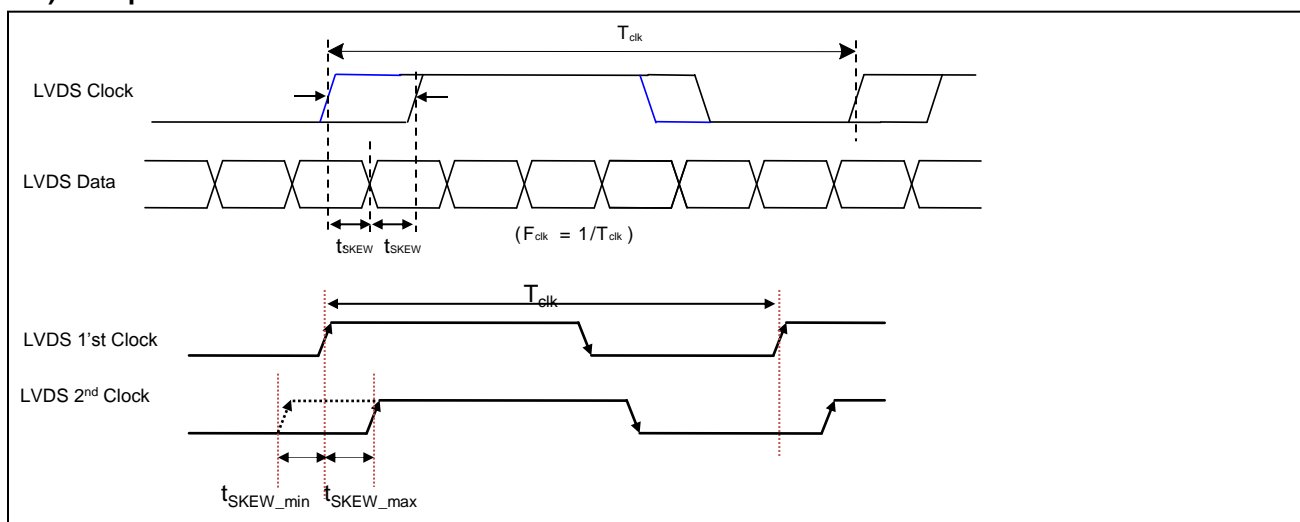 Tclk
LVDS Clock
LVDS Data
tSKEW tSKEW
(Fclk = 1/Tclk)
Tclk
LVDS 1'st Clock
LVDS 2nd Clock
tSKEW_min tSKEW_max